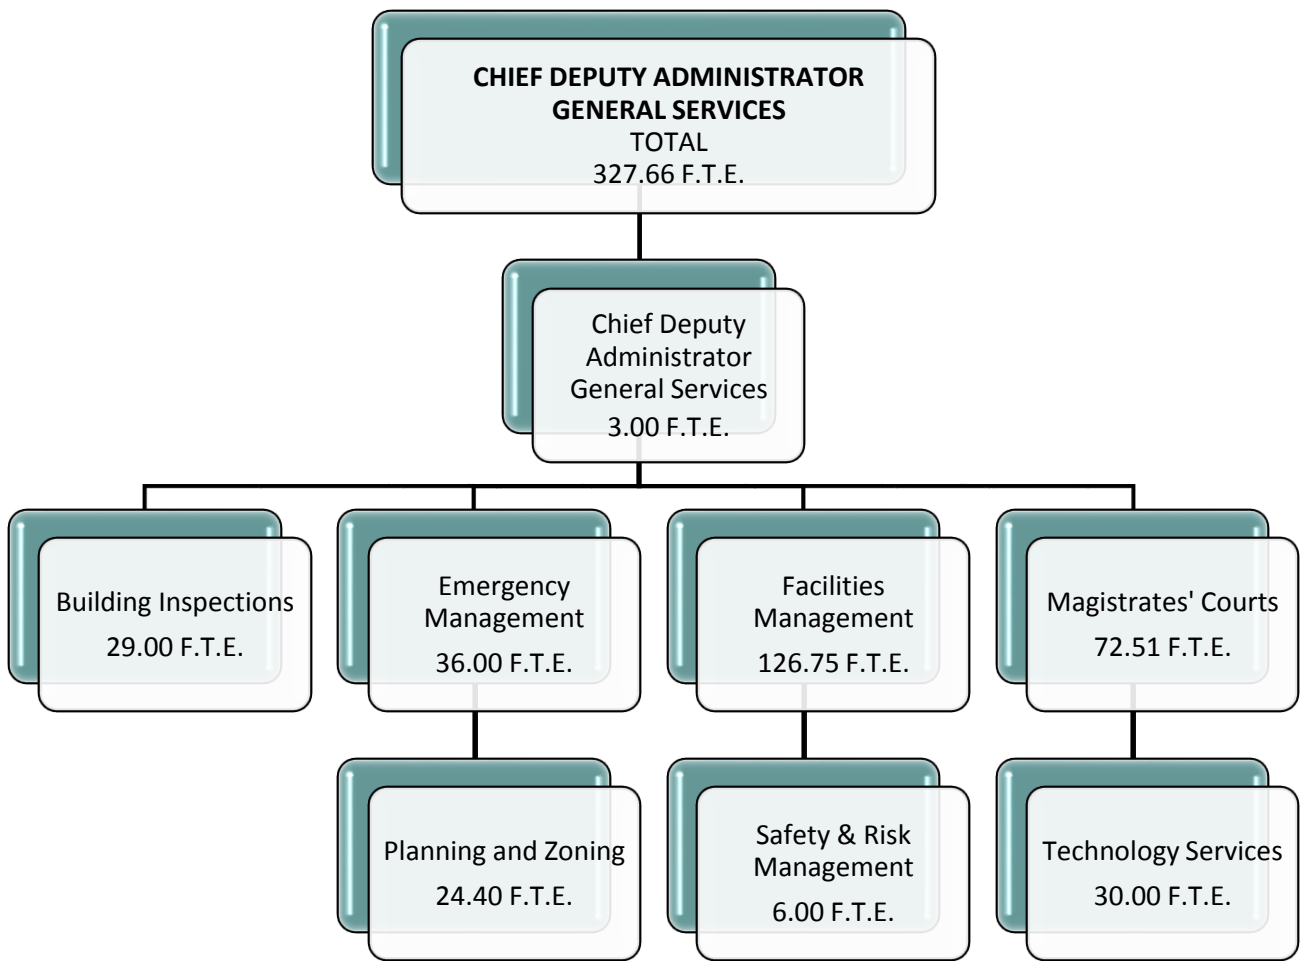 CHIEF DEPUTY ADMINISTRATOR
GENERAL SERVICES
TOTAL
327.66 F.T.E.
Chief Deputy
Administrator
General Services
3.00 F.T.E.
Building Inspections
29.00 F.T.E.
Emergency
Management
36.00 F.T.E.
Facilities
Management
126.75 F.T.E.
Magistrates' Courts
72.51 F.T.E.
Planning and Zoning
24.40 F.T.E.
Safety & Risk
Management
6.00 F.T.E.
Technology Services
30.00 F.T.E.